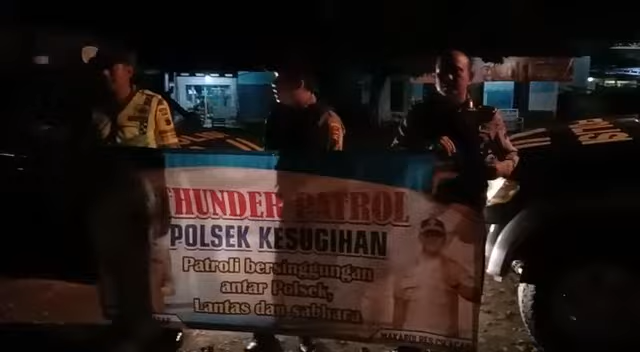 THUNDER PATROL
POLSEK KESUGIHAN
Patroli bersinggungan
antar Polsek,
Lantas dan sabhara